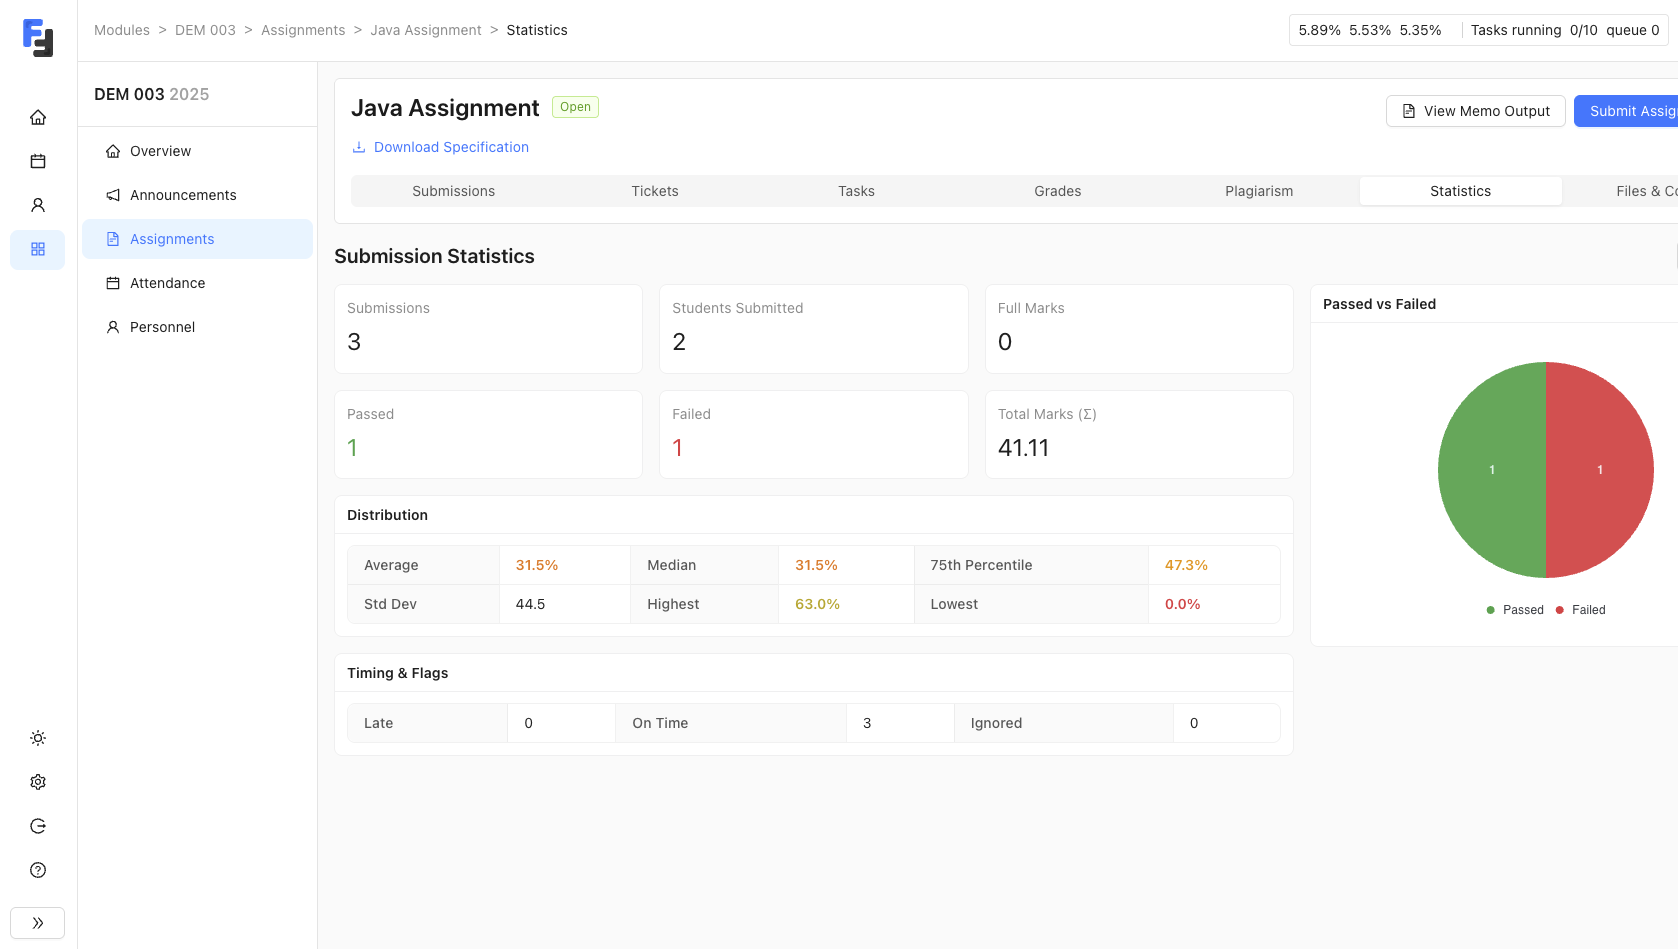 Modules > DEM 003 > Assignments > Java Assignment > Statistics
5.89% 5.53% 5.35% Tasks running 0/10 queue 0
DEM 003 2025
Overview
Announcements
Assignments
Attendance
Personnel
Java Assignment Open
View Memo Output
Submit Assig
Download Specification
Submissions Tickets Tasks Grades Plagiarism Statistics Files & Co
Submission Statistics
Submissions
3
Students Submitted
2
Full Marks
0
Passed
1
Failed
1
Total Marks (Σ)
41.11
Distribution
Average 31.5% Median 31.5% 75th Percentile 47.3%
Std Dev 44.5 Highest 63.0% Lowest 0.0%
Timing & Flags
Late 0 On Time 3 Ignored 0
Passed vs Failed
1 1
Passed Failed